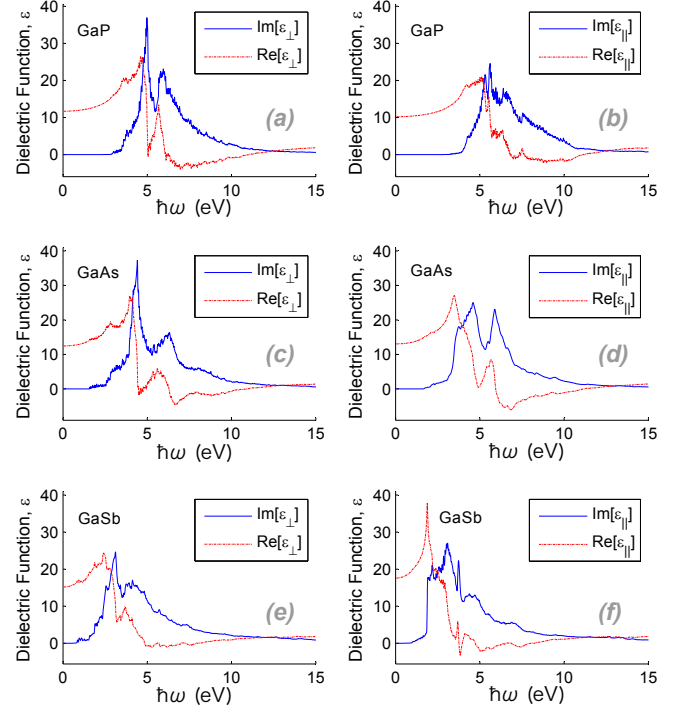 GaP
Im[ε⊥]
Re[ε⊥]
(a)
Dielectric Function, ε
40
30
20
10
0
0 5 10 15
ħω (eV)
GaP
Im[ε||]
Re[ε||]
(b)
Dielectric Function, ε
40
30
20
10
0
0 5 10 15
ħω (eV)
GaAs
Im[ε⊥]
Re[ε⊥]
(c)
Dielectric Function, ε
40
30
20
10
0
0 5 10 15
ħω (eV)
GaAs
Im[ε||]
Re[ε||]
(d)
Dielectric Function, ε
40
30
20
10
0
0 5 10 15
ħω (eV)
GaSb
Im[ε⊥]
Re[ε⊥]
(e)
Dielectric Function, ε
40
30
20
10
0
0 5 10 15
ħω (eV)
GaSb
Im[ε||]
Re[ε||]
(f)
Dielectric Function, ε
40
30
20
10
0
0 5 10 15
ħω (eV)